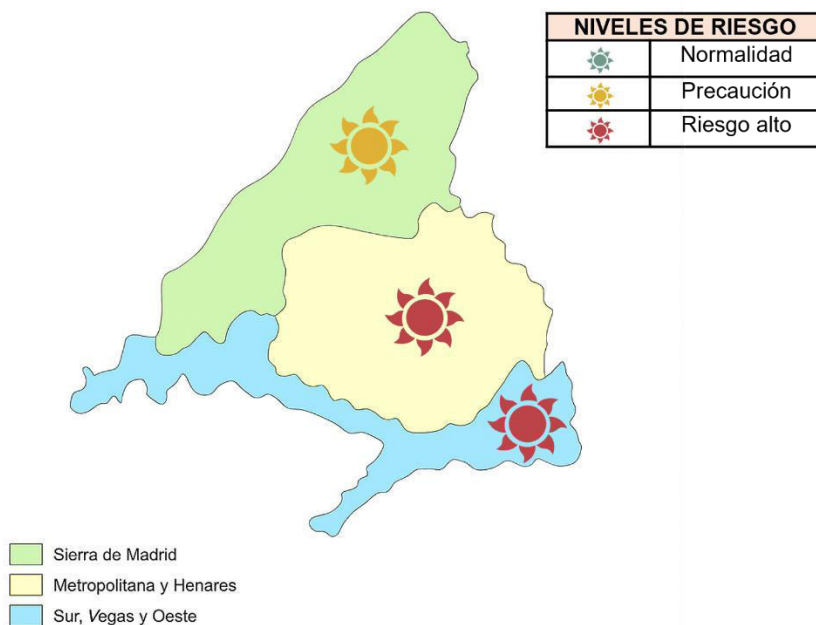 NIVELES DE RIESGO
Normalidad
Precaución
Riesgo alto
Sierra de Madrid
Metropolitana y Henares
Sur, Vegas y Oeste